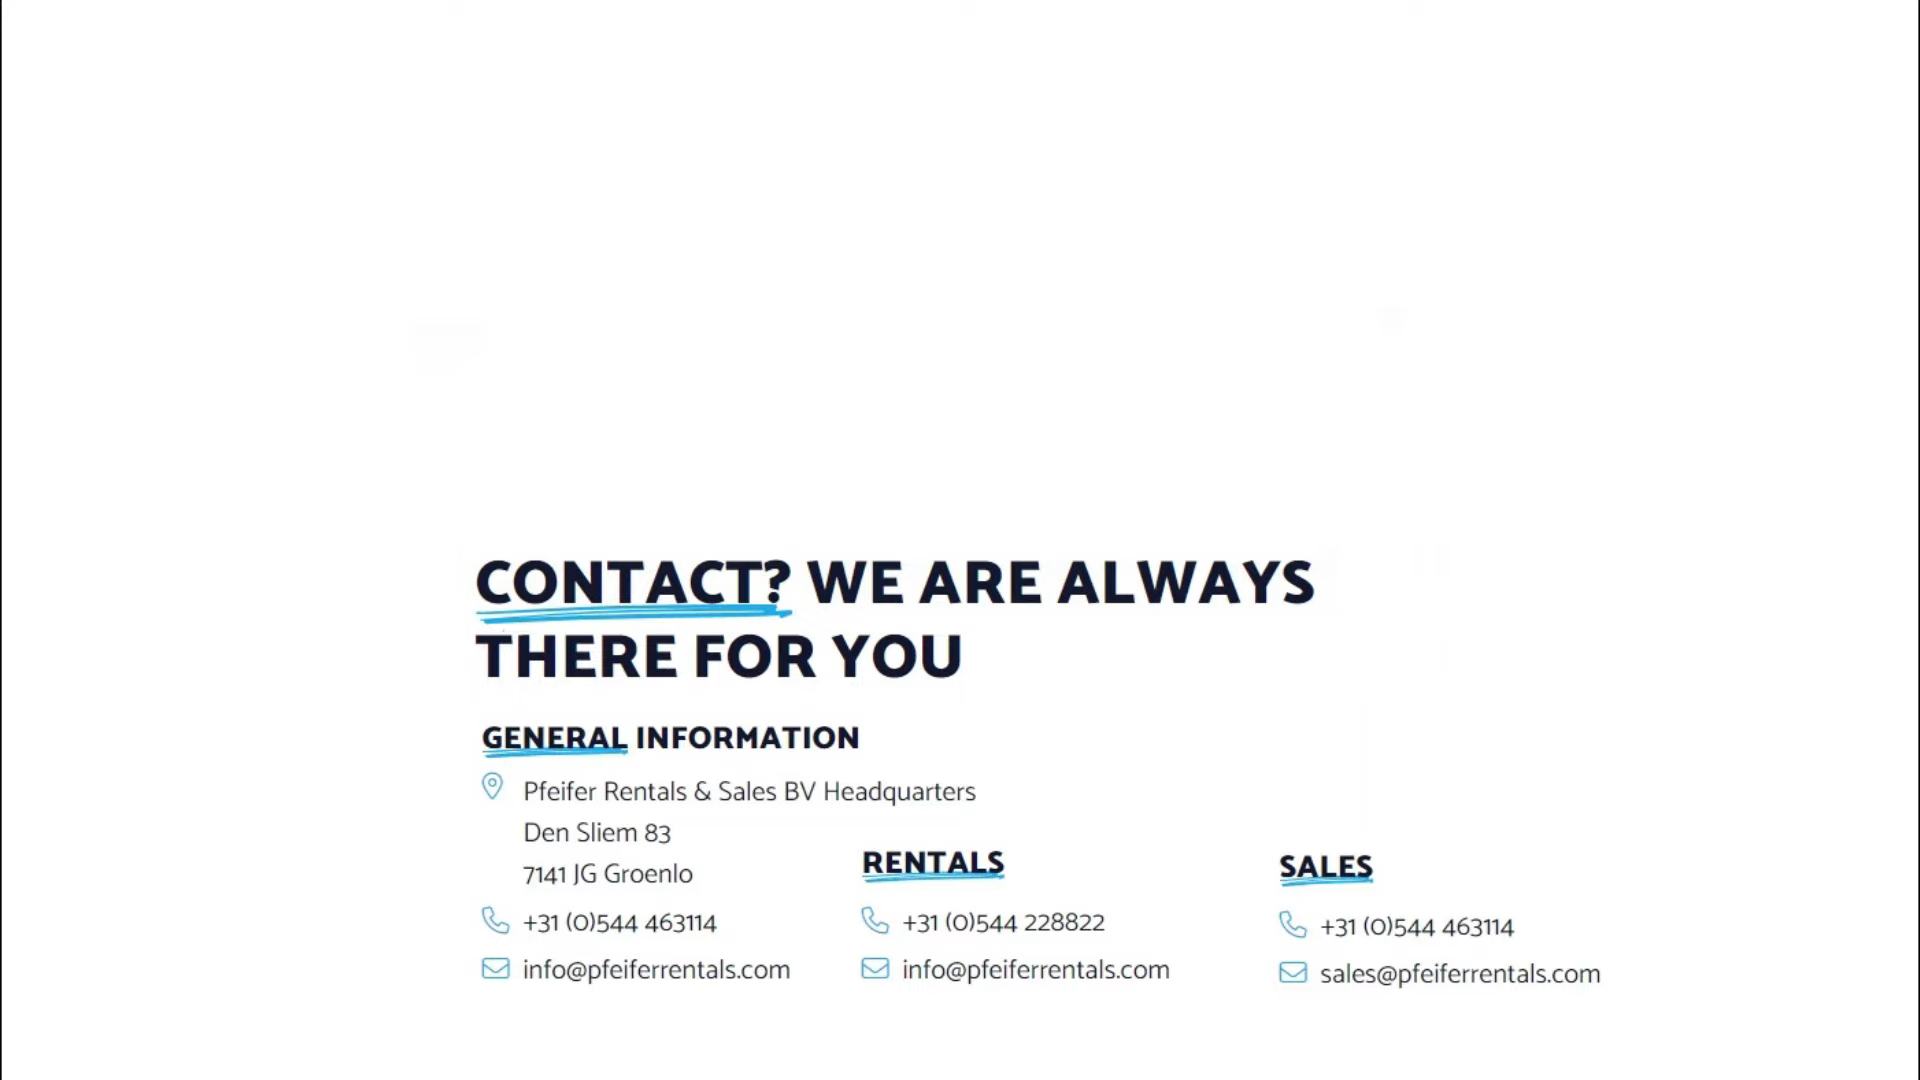 CONTACT? WE ARE ALWAYS
THERE FOR YOU
GENERAL INFORMATION
Pfeifer Rentals & Sales BV Headquarters
Den Sliem 83
7141 JG Groenlo
+31 (0)544 463114
info@pfeiferrentals.com
RENTALS
+31 (0)544 228822
info@pfeiferrentals.com
SALES
+31 (0)544 463114
sales@pfeiferrentals.com